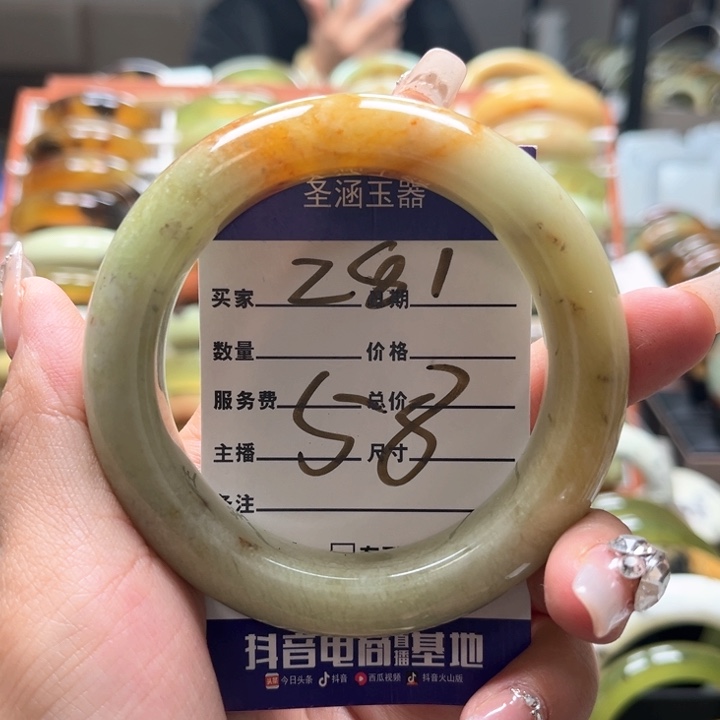 圣涵玉器
281
买家 日期
数量 价格
服务费 总价
58
主播 尺寸
备注
抖音电商直播基地
头条 今日头条 抖音 西瓜视频 抖音火山版